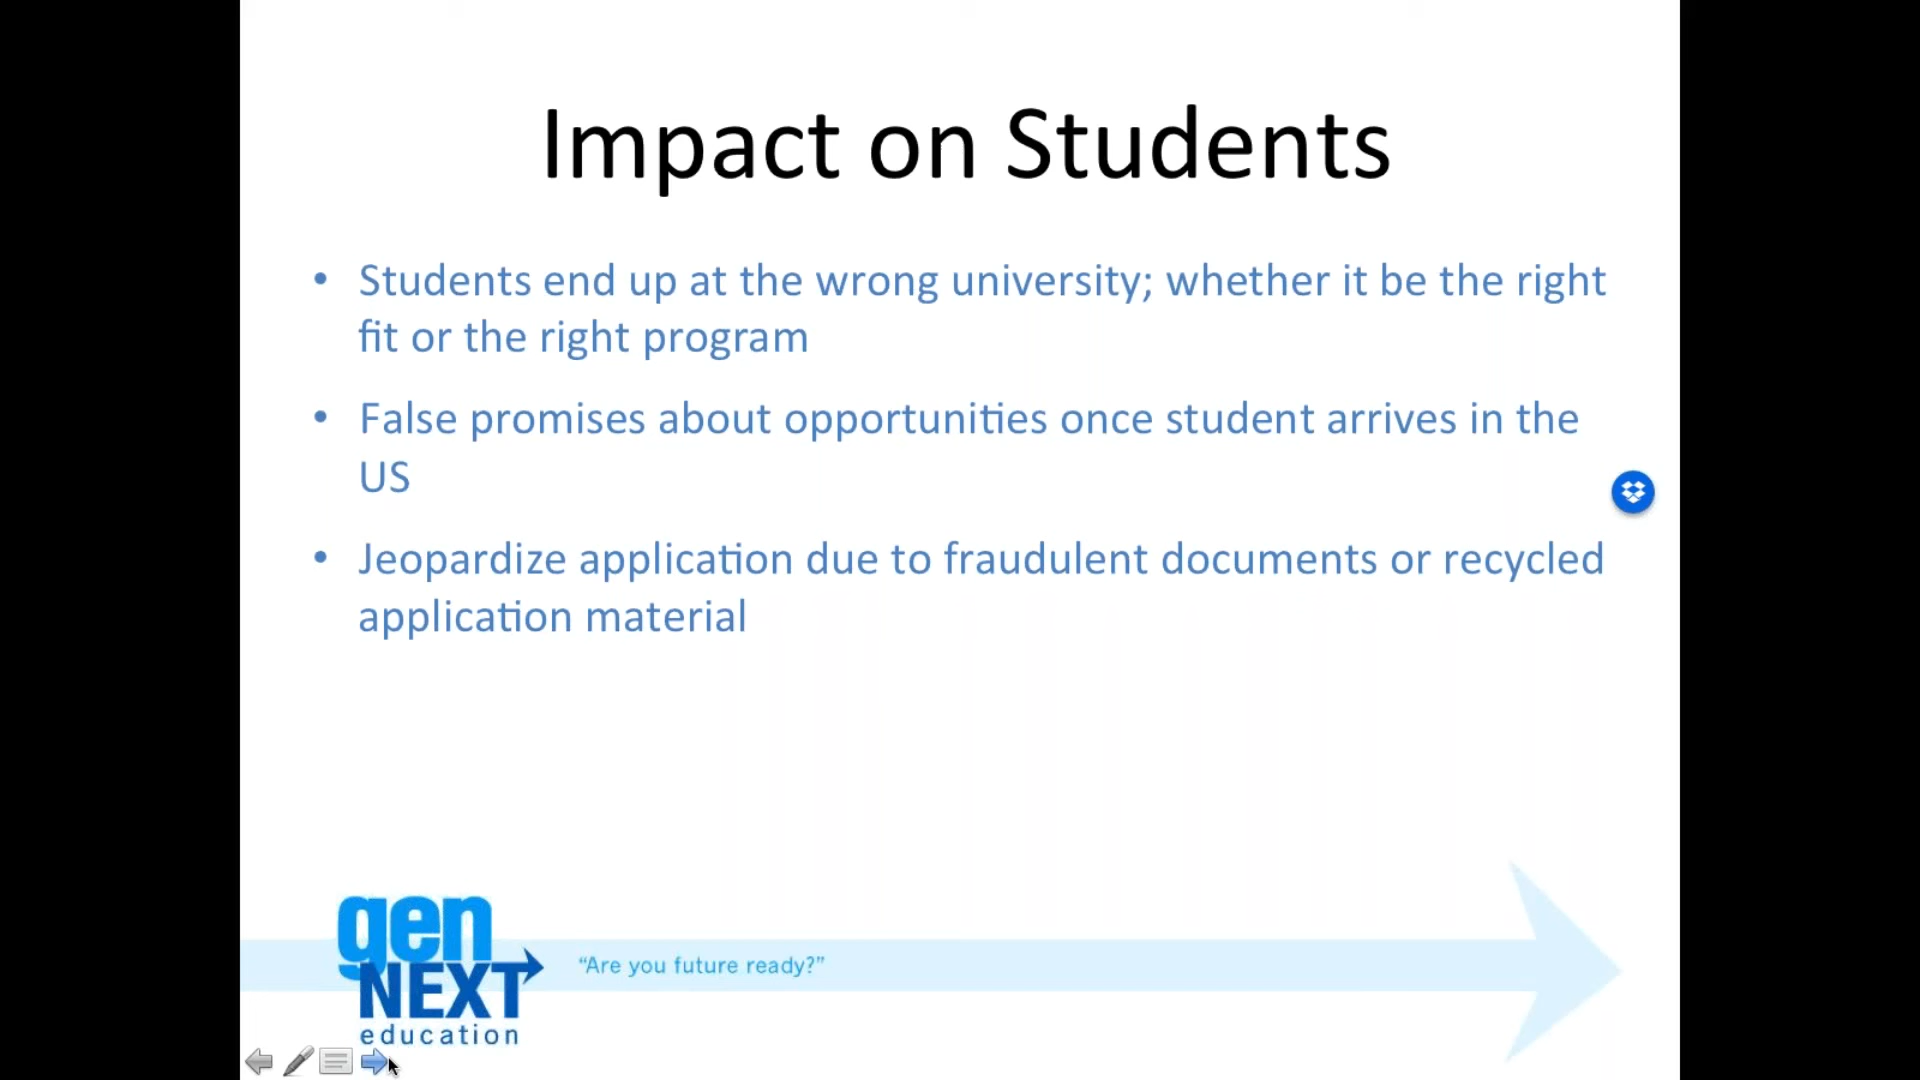 Impact on Students
• Students end up at the wrong university; whether it be the right
fit or the right program
• False promises about opportunities once student arrives in the
US
• Jeopardize application due to fraudulent documents or recycled
application material
gen
NEXT
education
“Are you future ready?”